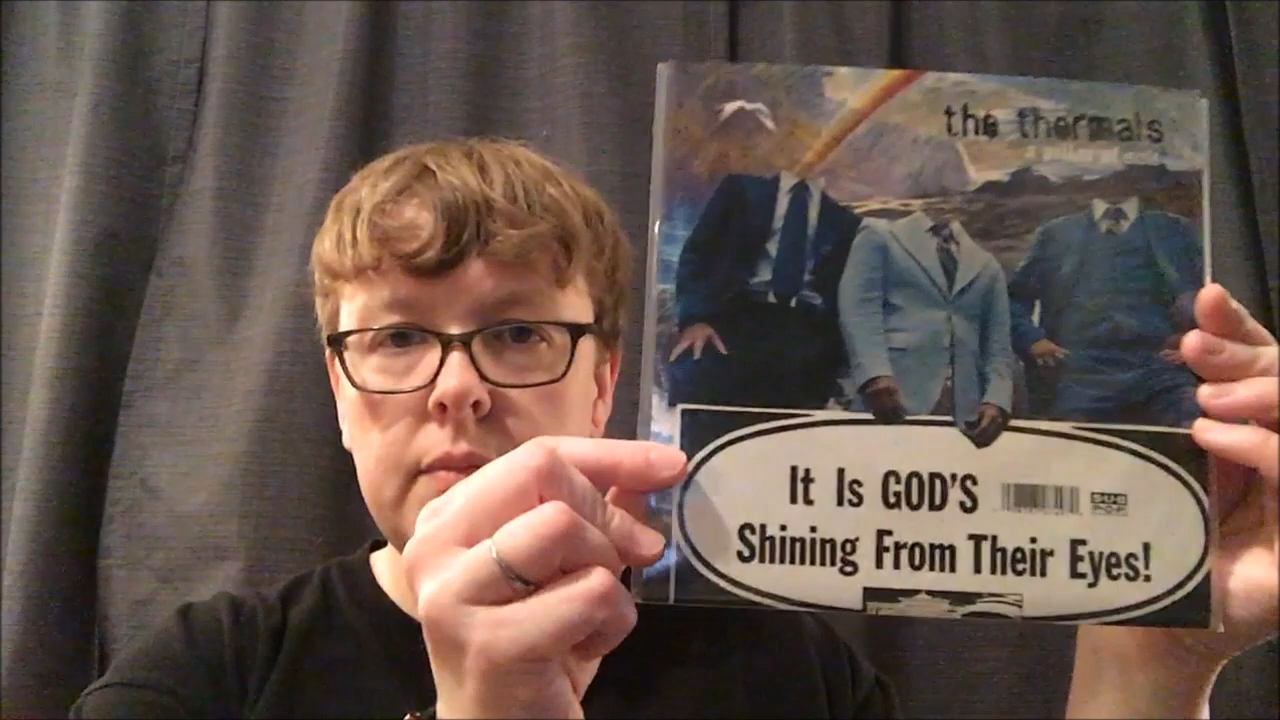 the thermals
It Is GOD'S
SUB
POP
Shining From Their Eyes!